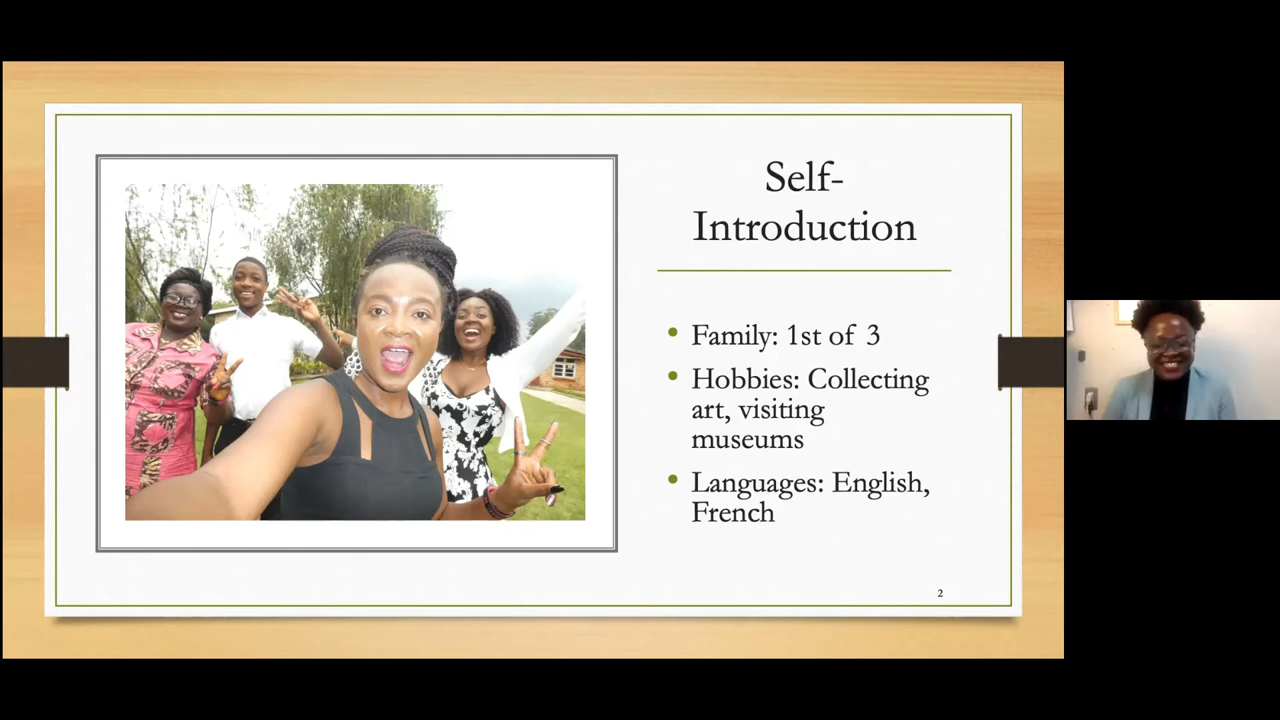 Self-
Introduction
• Family: 1st of 3
• Hobbies: Collecting
art, visiting
museums
• Languages: English,
French
2